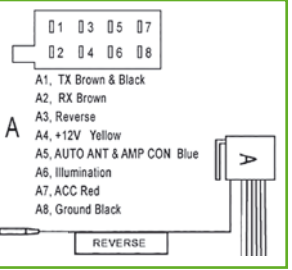 1 3 5 7
2 4 6 8
A1, TX Brown & Black
A2, RX Brown
A3, Reverse
A4, +12V Yellow
A5, AUTO ANT & AMP CON Blue
A6, Illumination
A7, ACC Red
A8, Ground Black
A
A
REVERSE